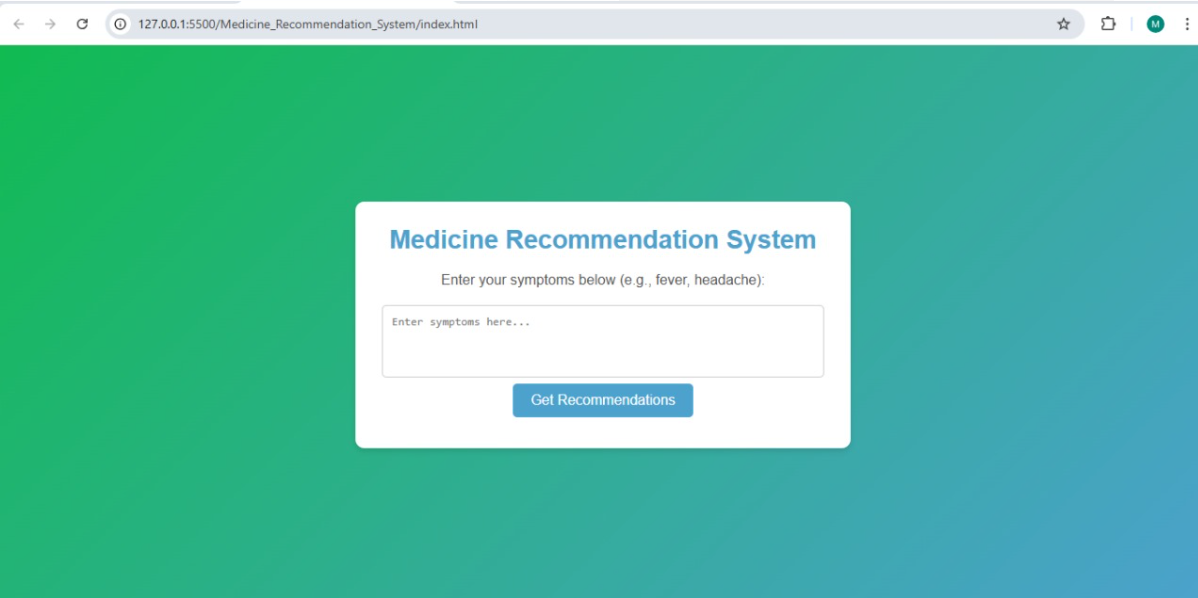 127.0.0.1:5500/Medicine_Recommendation_System/index.html
M
Medicine Recommendation System
Enter your symptoms below (e.g., fever, headache):
Enter symptoms here...
Get Recommendations